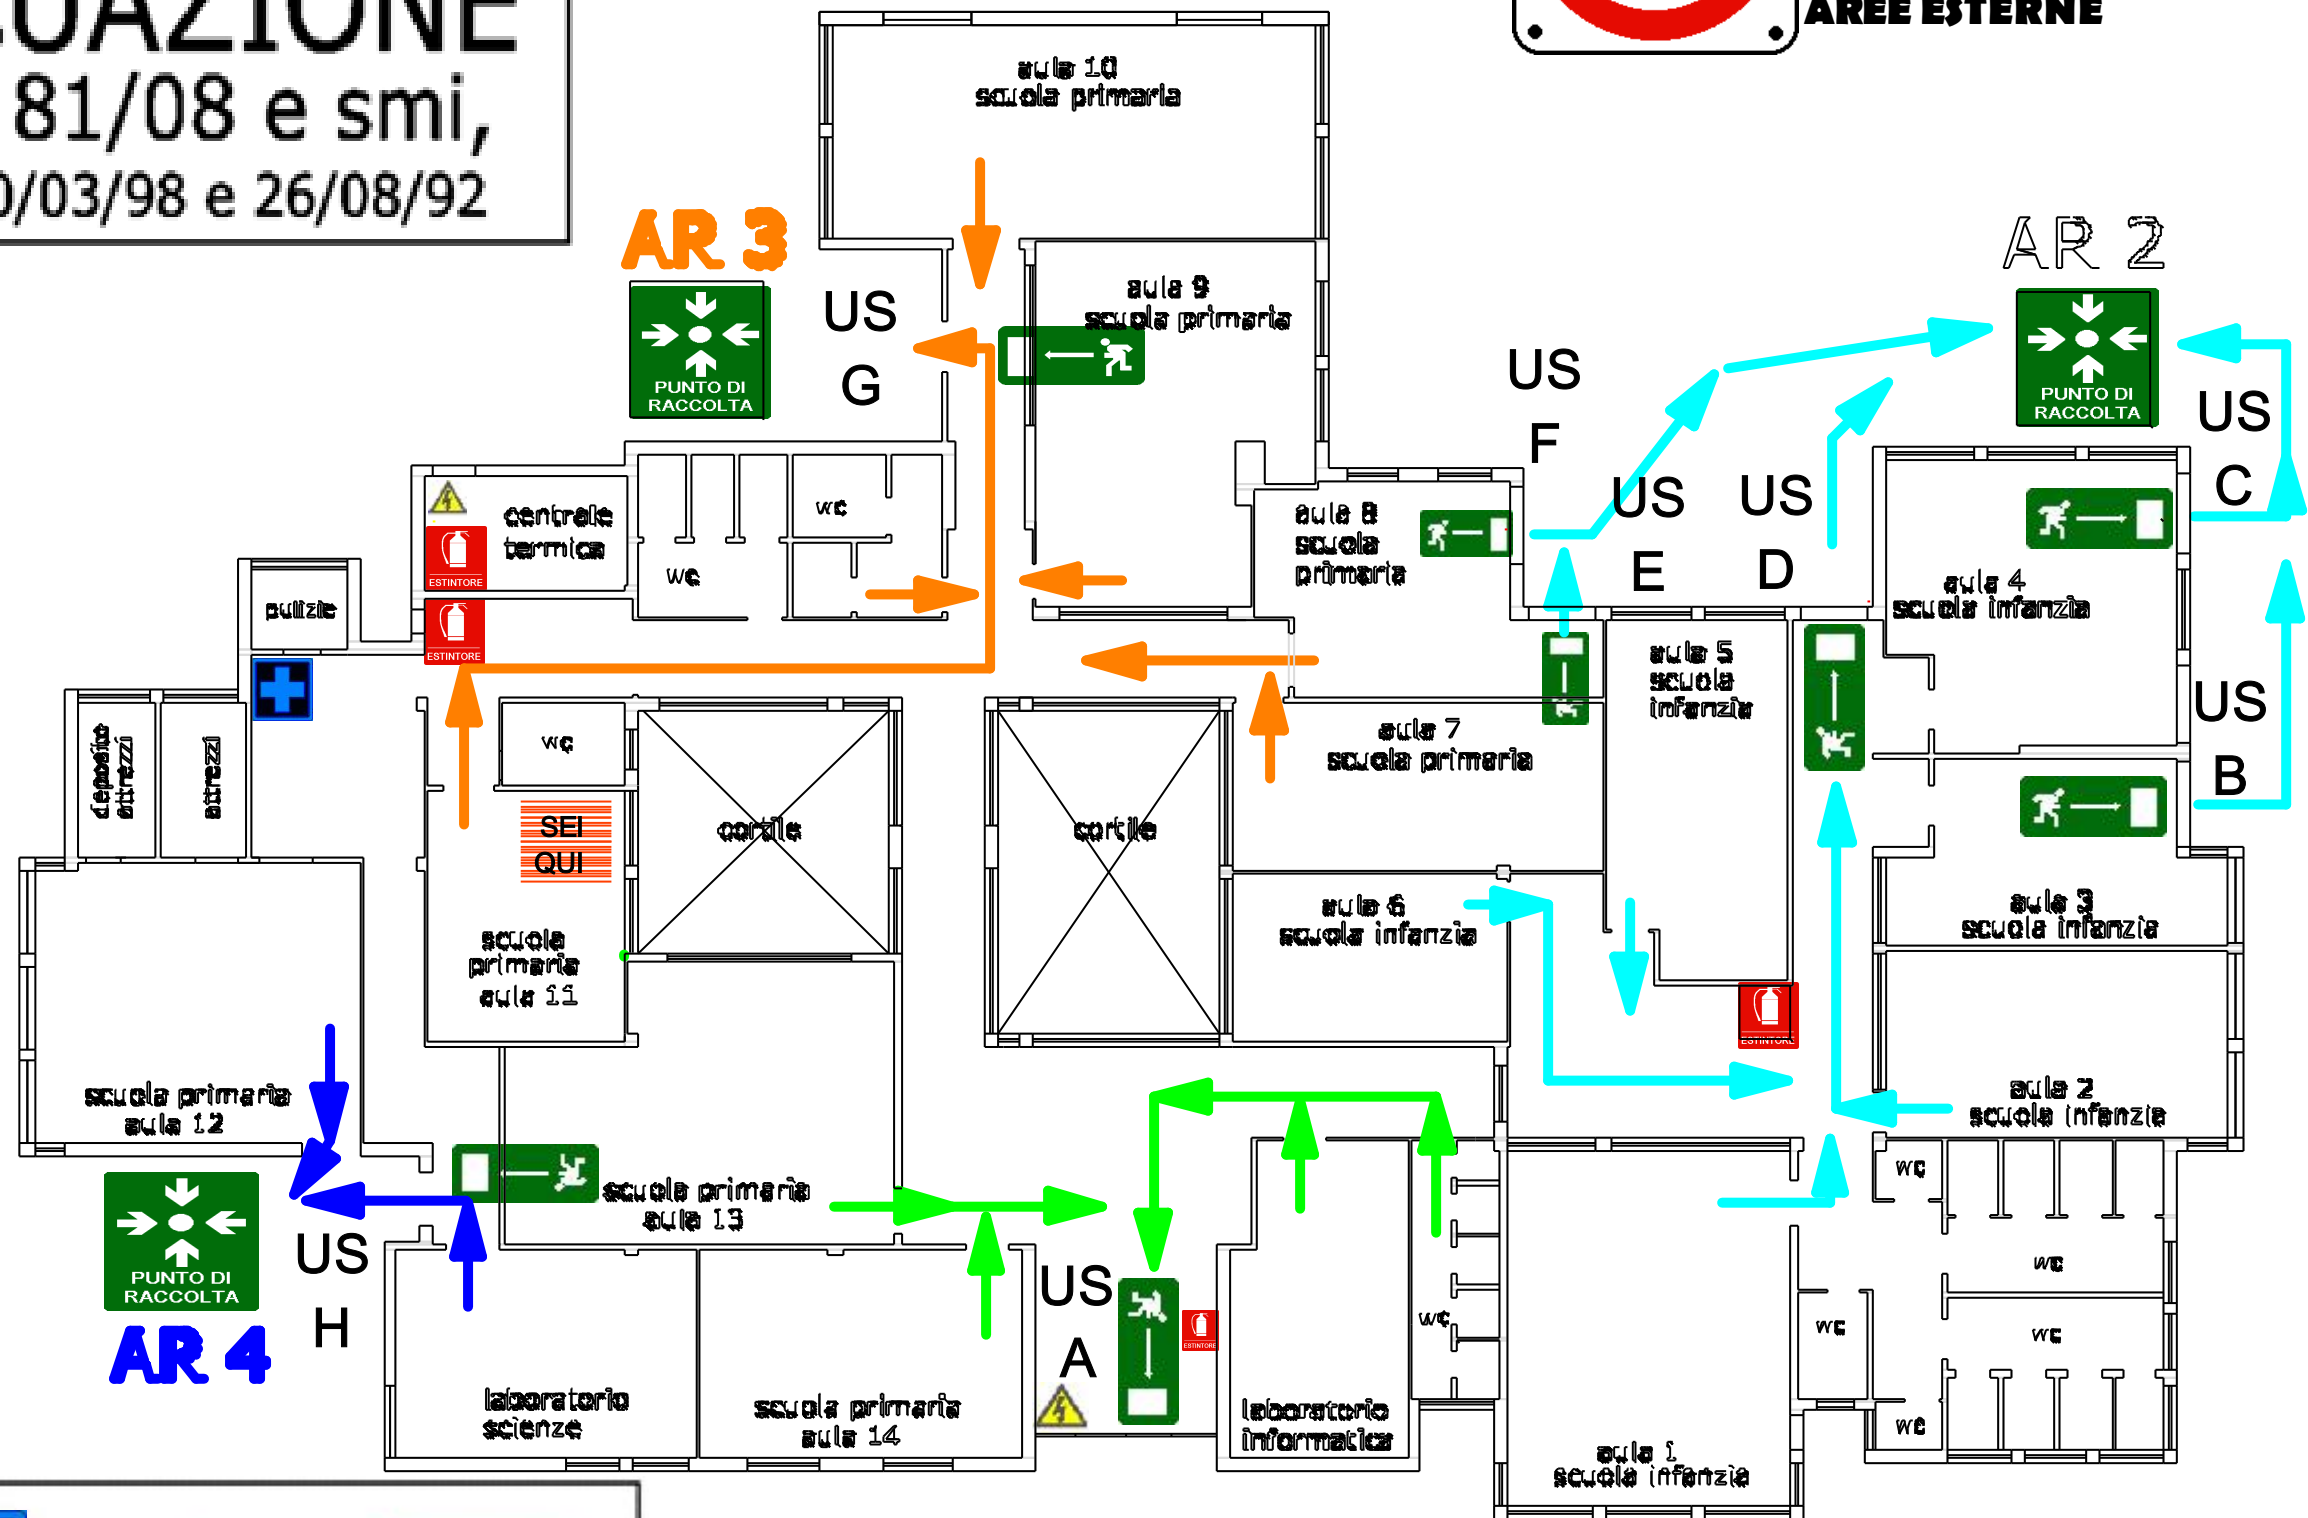 81/08 e smi,
0/03/98 e 26/08/92
AREE ESTERNE
aula 10
scuola primaria
AR 3
PUNTO DI
RACCOLTA
US
G
aula 9
scuola primaria
US
F
US
E
US
D
AR 2
PUNTO DI
RACCOLTA
US
C
centrale
termica
ESTINTORE
ESTINTORE
wc
wc
aula 8
scuola
primaria
aula 4
scuola infanzia
pulizie
deposito
attrezzi
attrezzi
wc
SEI
QUI
cortile
cortile
aula 7
scuola primaria
aula 5
scuola
infanzia
US
B
scuola
primaria
aula 11
aula 6
scuola infanzia
aula 3
scuola infanzia
ESTINTORE
scuola primaria
aula 12
aula 2
scuola infanzia
scuola primaria
aula 13
PUNTO DI
RACCOLTA
AR 4
US
H
US
A
ESTINTORE
wc
wc
wc
wc
wc
wc
laboratorio
scienze
scuola primaria
aula 14
laboratorio
informatica
aula 1
scuola infanzia